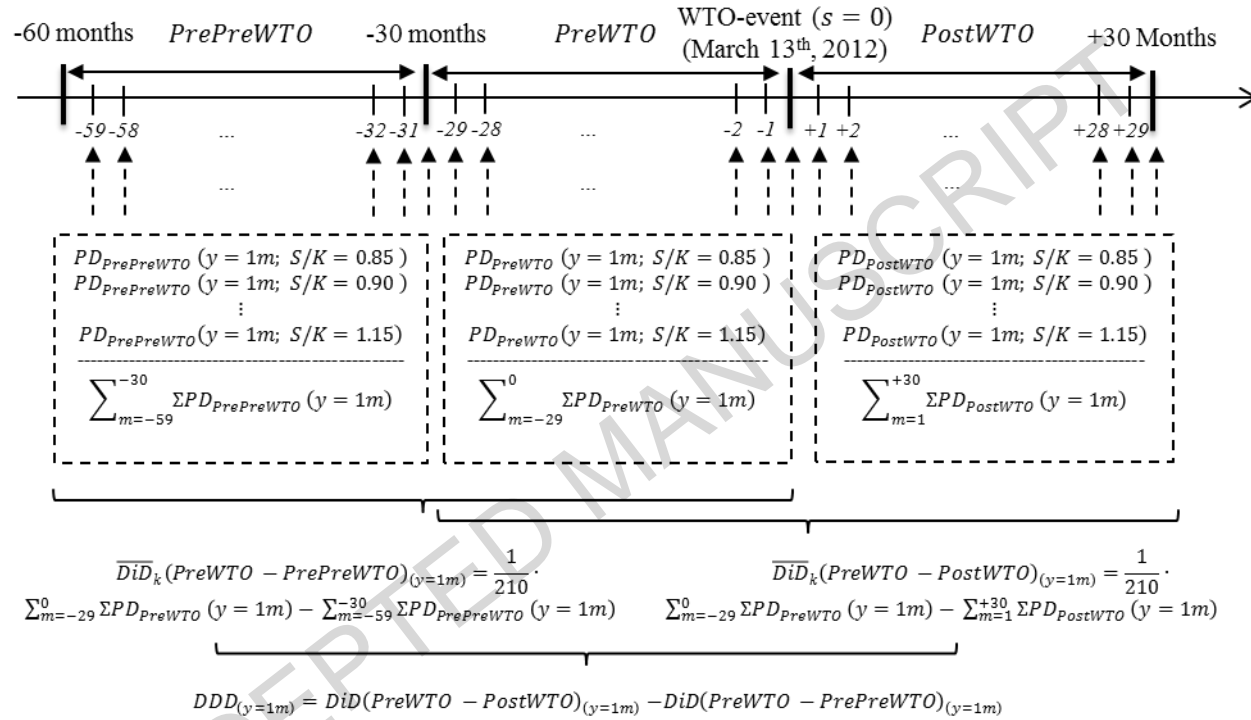 -60 months PrePreWTO -30 months PreWTO WTO-event (s = 0) PostWTO +30 Months
(March 13th, 2012)
-59 -58 ... -32 -31 -29 -28 ... -2 -1 +1 +2 ... +28 +29
... ... ...
PD_PrePreWTO (y = 1m; S/K = 0.85 )
PD_PrePreWTO (y = 1m; S/K = 0.90 )
⋮
PD_PrePreWTO (y = 1m; S/K = 1.15)
∑_{m=-59}^{-30} ΣPD_PrePreWTO (y = 1m)
PD_PreWTO (y = 1m; S/K = 0.85 )
PD_PreWTO (y = 1m; S/K = 0.90 )
⋮
PD_PreWTO (y = 1m; S/K = 1.15)
∑_{m=-29}^{0} ΣPD_PreWTO (y = 1m)
PD_PostWTO (y = 1m; S/K = 0.85 )
PD_PostWTO (y = 1m; S/K = 0.90 )
⋮
PD_PostWTO (y = 1m; S/K = 1.15)
∑_{m=1}^{+30} ΣPD_PostWTO (y = 1m)
D̅i̅D̅_k (PreWTO − PrePreWTO)_(y=1m) = 1/210 ·
∑_{m=-29}^{0} ΣPD_PreWTO (y = 1m) − ∑_{m=-59}^{-30} ΣPD_PrePreWTO (y = 1m)
D̅i̅D̅_k (PreWTO − PostWTO)_(y=1m) = 1/210 ·
∑_{m=-29}^{0} ΣPD_PreWTO (y = 1m) − ∑_{m=1}^{+30} ΣPD_PostWTO (y = 1m)
DDD_(y=1m) = DiD(PreWTO − PostWTO)_(y=1m) −DiD(PreWTO − PrePreWTO)_(y=1m)
EPTED MANUSCRIPT